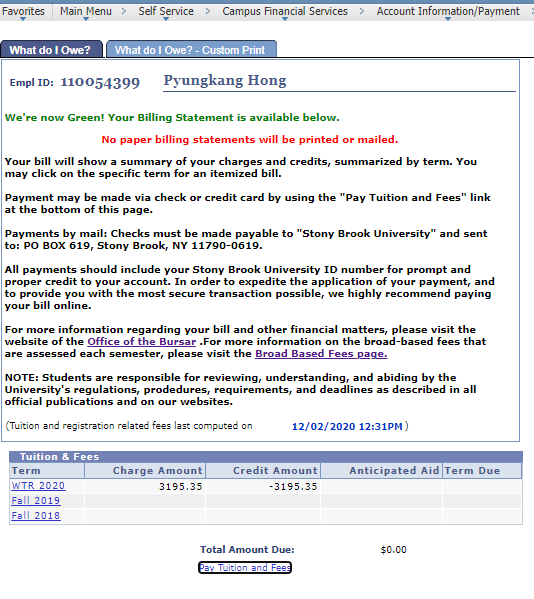 Favorites Main Menu > Self Service > Campus Financial Services > Account Information/Payment >
What do I Owe? What do I Owe? - Custom Print
Empl ID: 110054399 Pyungkang Hong
We're now Green! Your Billing Statement is available below.
No paper billing statements will be printed or mailed.
Your bill will show a summary of your charges and credits, summarized by term. You
may click on the specific term for an itemized bill.
Payment may be made via check or credit card by using the "Pay Tuition and Fees" link
at the bottom of this page.
Payments by mail: Checks must be made payable to "Stony Brook University" and sent
to: PO BOX 619, Stony Brook, NY 11790-0619.
All payments should include your Stony Brook University ID number for prompt and
proper credit to your account. In order to expedite the application of your payment, and
to provide you with the most secure transaction possible, we highly recommend paying
your bill online.
For more information regarding your bill and other financial matters, please visit the
website of the Office of the Bursar .For more information on the broad-based fees that
are assessed each semester, please visit the Broad Based Fees page.
NOTE: Students are responsible for reviewing, understanding, and abiding by the
University's regulations, prodedures, requirements, and deadlines as described in all
official publications and on our websites.
(Tuition and registration related fees last computed on 12/02/2020 12:31PM )
Tuition & Fees
Term Charge Amount Credit Amount Anticipated Aid Term Due
WTR 2020 3195.35 -3195.35
Fall 2019
Fall 2018
Total Amount Due: $0.00
Pay Tuition and Fees